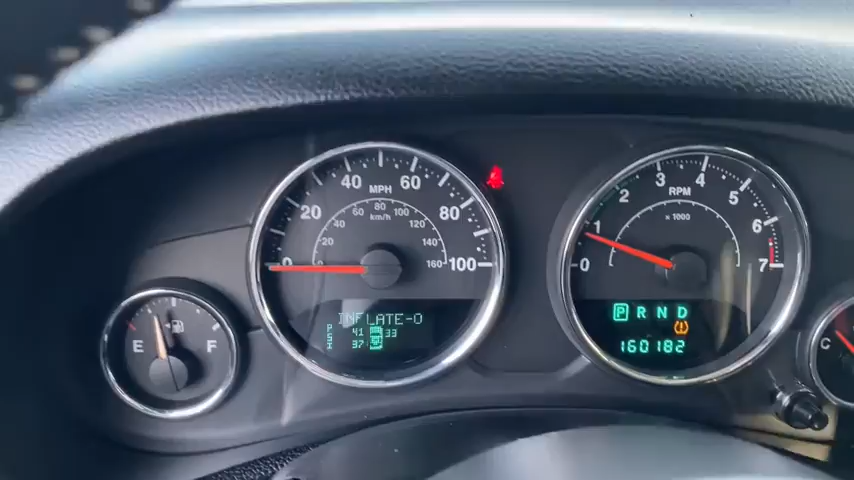 MPH
km/h
0 20 40 60 80 100
20 40 60 80 100 120 140 160
INFLATE-O
PSI
41 33
37
RPM
x 1000
0 1 2 3 4 5 6 7
P R N D
160182
E F
C